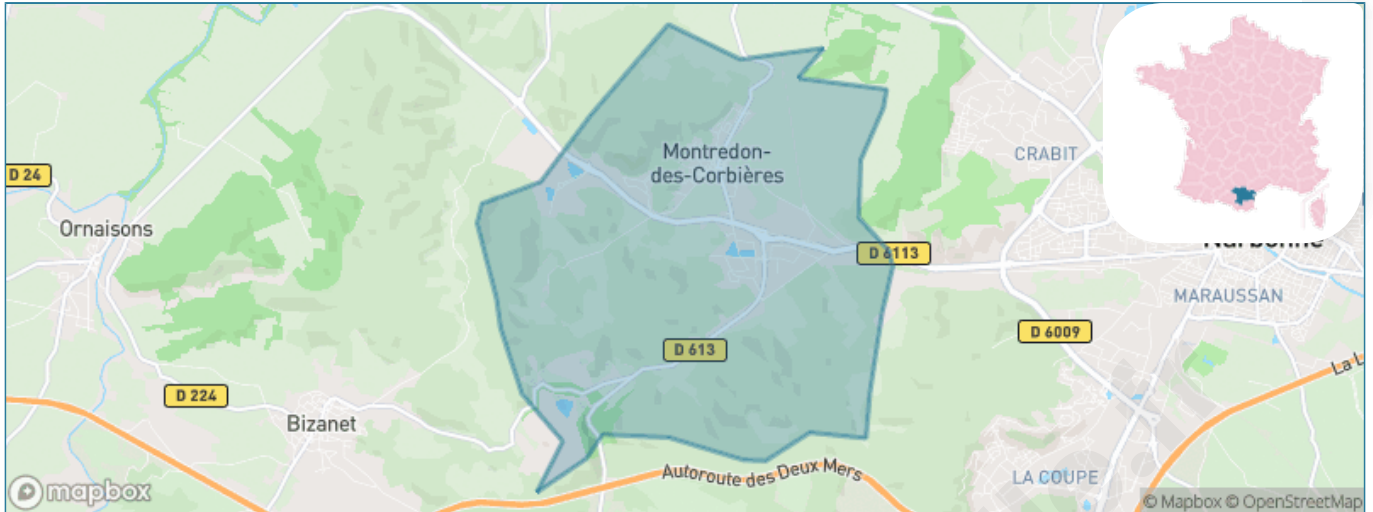 Montredon-
des-Corbières
CRABIT
D 24
Ornaisons
D 6113
Narbonne
MARAUSSAN
D 6009
D 613
La L
D 224
Bizanet
Autoroute des Deux Mers
LA COUPE
mapbox
© Mapbox © OpenStreetMap